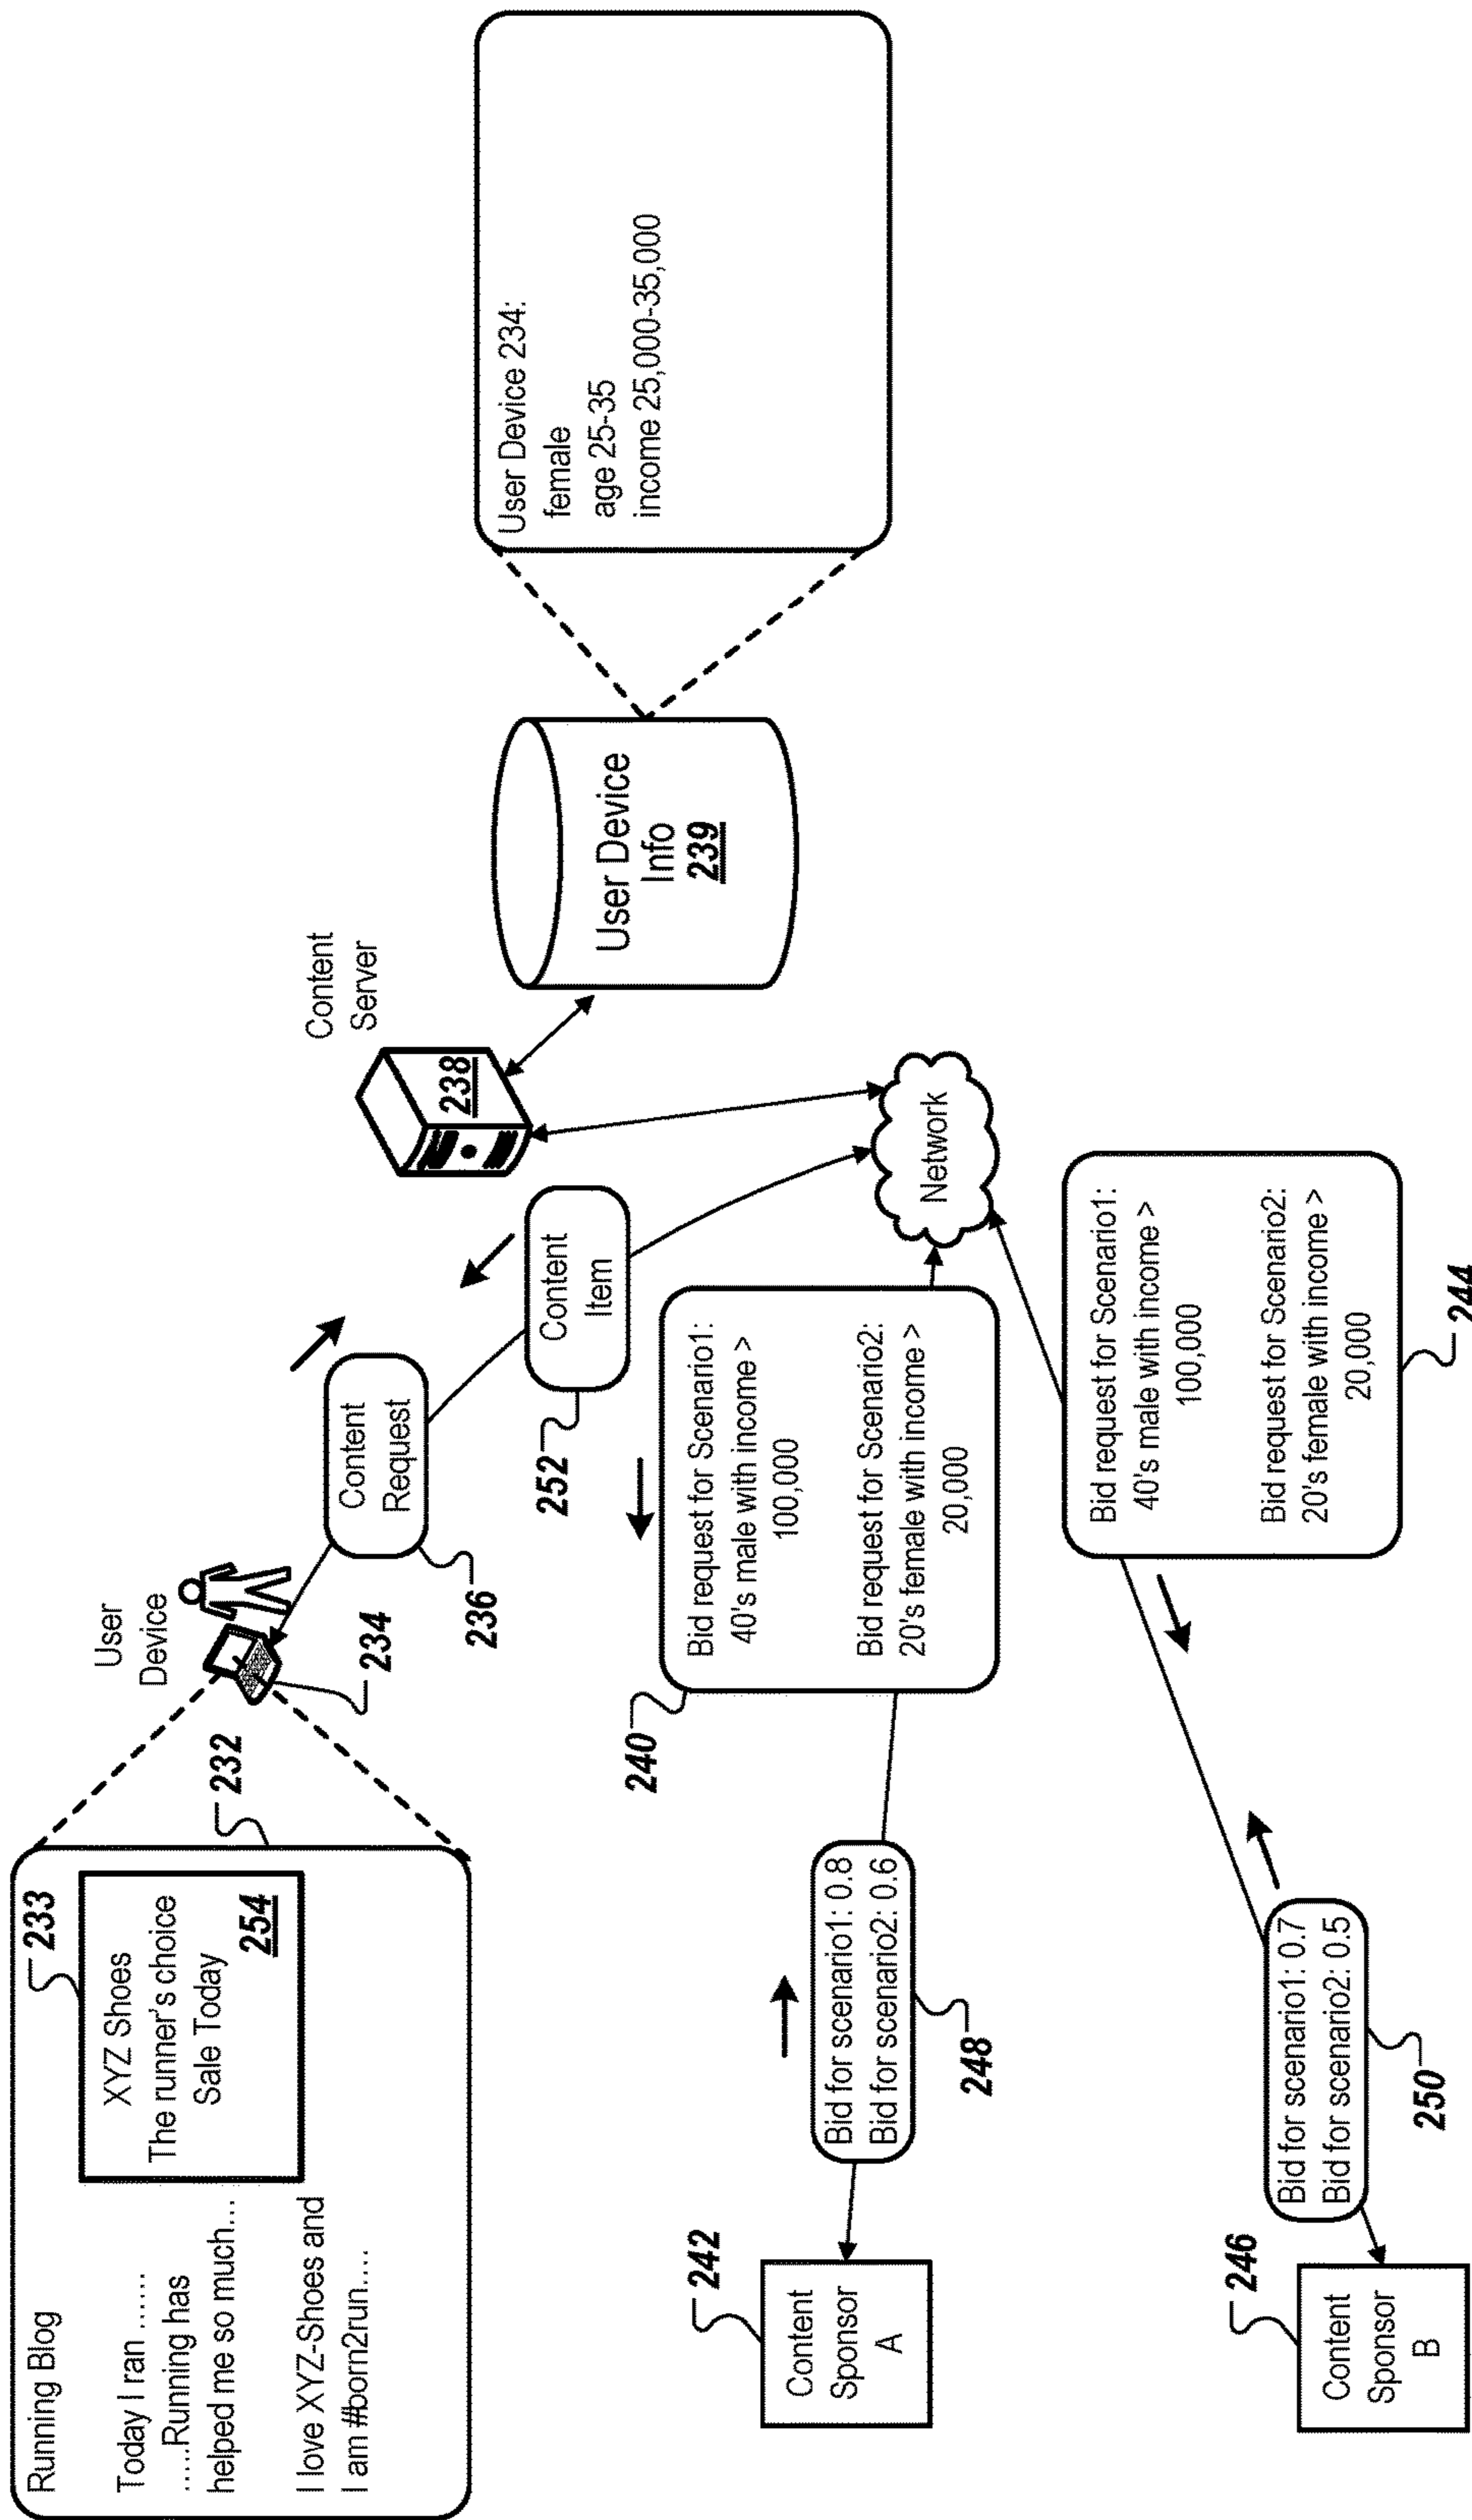 Running Blog
Today I ran ......
.....Running has
helped me so much...
I love XYZ-Shoes and
I am #born2run....
233
XYZ Shoes
The runner's choice
Sale Today
254
232
User
Device
234
Content
Request
236
Content
Item
252
Content
Server
238
User Device
Info
239
User Device 234:
female
age 25-35
income 25,000-35,000
Network
240
Bid request for Scenario1:
40's male with income >
100,000
Bid request for Scenario2:
20's female with income >
20,000
242
Content
Sponsor
A
Bid for scenario1: 0.8
Bid for scenario2: 0.6
248
Bid request for Scenario1:
40's male with income >
100,000
Bid request for Scenario2:
20's female with income >
20,000
244
246
Content
Sponsor
B
Bid for scenario1: 0.7
Bid for scenario2: 0.5
250